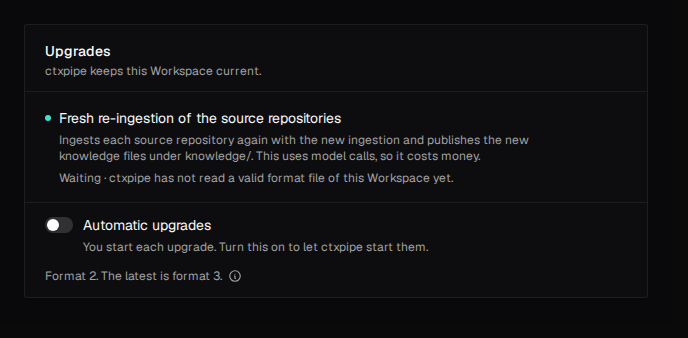 Upgrades
ctxpipe keeps this Workspace current.
Fresh re-ingestion of the source repositories
Ingests each source repository again with the new ingestion and publishes the new
knowledge files under knowledge/. This uses model calls, so it costs money.
Waiting · ctxpipe has not read a valid format file of this Workspace yet.
Automatic upgrades
You start each upgrade. Turn this on to let ctxpipe start them.
Format 2. The latest is format 3.